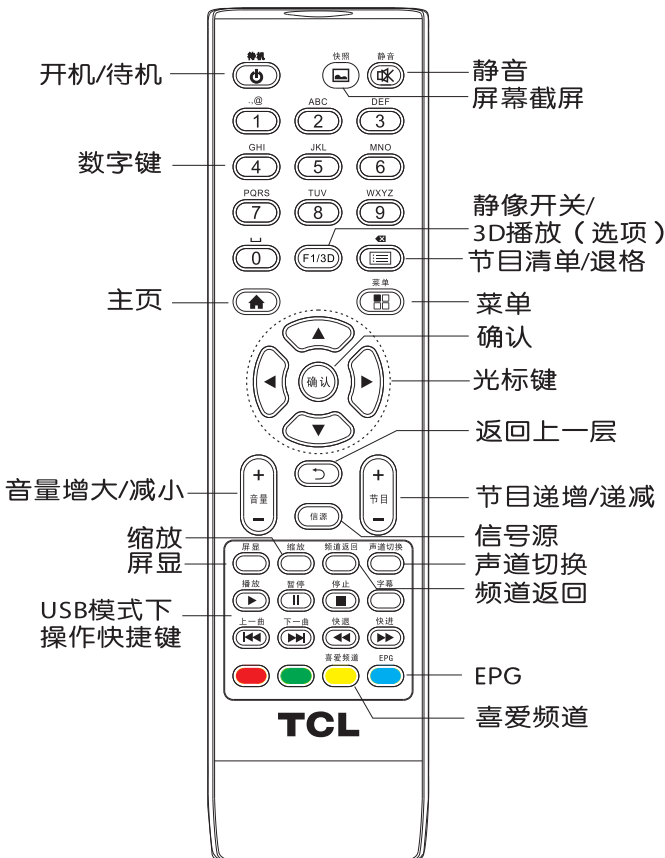 待机 快照 静音
开机/待机
静音
屏幕截屏
.,@ ABC DEF
1 2 3
GHI JKL MNO
数字键
4 5 6
PQRS TUV WXYZ
7 8 9
静像开关/
3D播放（选项）
0 F1/3D
节目清单/退格
菜单
主页
菜单
确认
确认
光标键
返回上一层
+ +
音量增大/减小
音量 节目
节目递增/递减
- -
信源
信号源
缩放
屏显
屏显 缩放 频道返回 声道切换
声道切换
频道返回
播放 暂停 停止 字幕
USB模式下
操作快捷键
上一曲 下一曲 快退 快进
喜爱频道 EPG
EPG
喜爱频道
TCL